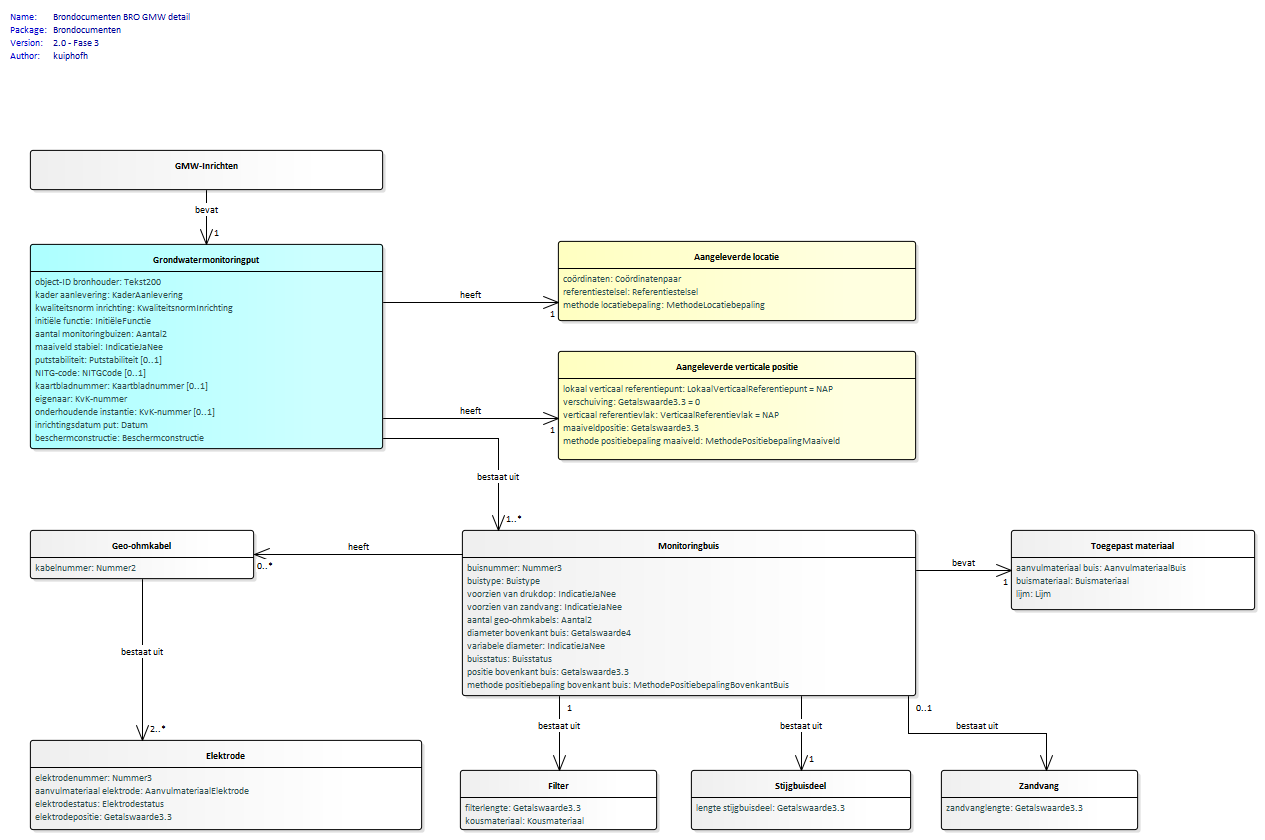 Name: Brondocumenten BRO GMW detail
Package: Brondocumenten
Version: 2.0 - Fase 3
Author: kuiphofh
GMW-Inrichten
bevat
1
Grondwatermonitoringput
object-ID bronhouder: Tekst200
kader aanlevering: KaderAanlevering
kwaliteitsnorm inrichting: KwaliteitsnormInrichting
initiële functie: InitiëleFunctie
aantal monitoringbuizen: Aantal2
maaiveld stabiel: IndicatieJaNee
putstabiliteit: Putstabiliteit [0..1]
NITG-code: NITGCode [0..1]
kaartbladnummer: Kaartbladnummer [0..1]
eigenaar: KvK-nummer
onderhoudende instantie: KvK-nummer [0..1]
inrichtingsdatum put: Datum
beschermconstructie: Beschermconstructie
heeft
1
Aangeleverde locatie
coördinaten: Coördinatenpaar
referentiestelsel: Referentiestelsel
methode locatiebepaling: MethodeLocatiebepaling
heeft
1
Aangeleverde verticale positie
lokaal verticaal referentiepunt: LokaalVerticaalReferentiepunt = NAP
verschuiving: Getalswaarde3.3 = 0
verticaal referentievlak: VerticaalReferentievlak = NAP
maaiveldpositie: Getalswaarde3.3
methode positiebepaling maaiveld: MethodePositiebepalingMaaiveld
bestaat uit
1..*
Geo-ohmkabel
kabelnummer: Nummer2
heeft
0..*
Monitoringbuis
buisnummer: Nummer3
buistype: Buistype
voorzien van drukdop: IndicatieJaNee
voorzien van zandvang: IndicatieJaNee
aantal geo-ohmkabels: Aantal2
diameter bovenkant buis: Getalswaarde4
variabele diameter: IndicatieJaNee
buisstatus: Buisstatus
positie bovenkant buis: Getalswaarde3.3
methode positiebepaling bovenkant buis: MethodePositiebepalingBovenkantBuis
bevat
1
Toegepast materiaal
aanvulmateriaal buis: AanvulmateriaalBuis
buismateriaal: Buismateriaal
lijm: Lijm
bestaat uit
2..*
Elektrode
elektrodenummer: Nummer3
aanvulmateriaal elektrode: AanvulmateriaalElektrode
elektrodestatus: Elektrodestatus
elektrodepositie: Getalswaarde3.3
1
bestaat uit
Filter
filterlengte: Getalswaarde3.3
kousmateriaal: Kousmateriaal
bestaat uit
1
Stijgbuisdeel
lengte stijgbuisdeel: Getalswaarde3.3
0..1
bestaat uit
Zandvang
zandvanglengte: Getalswaarde3.3